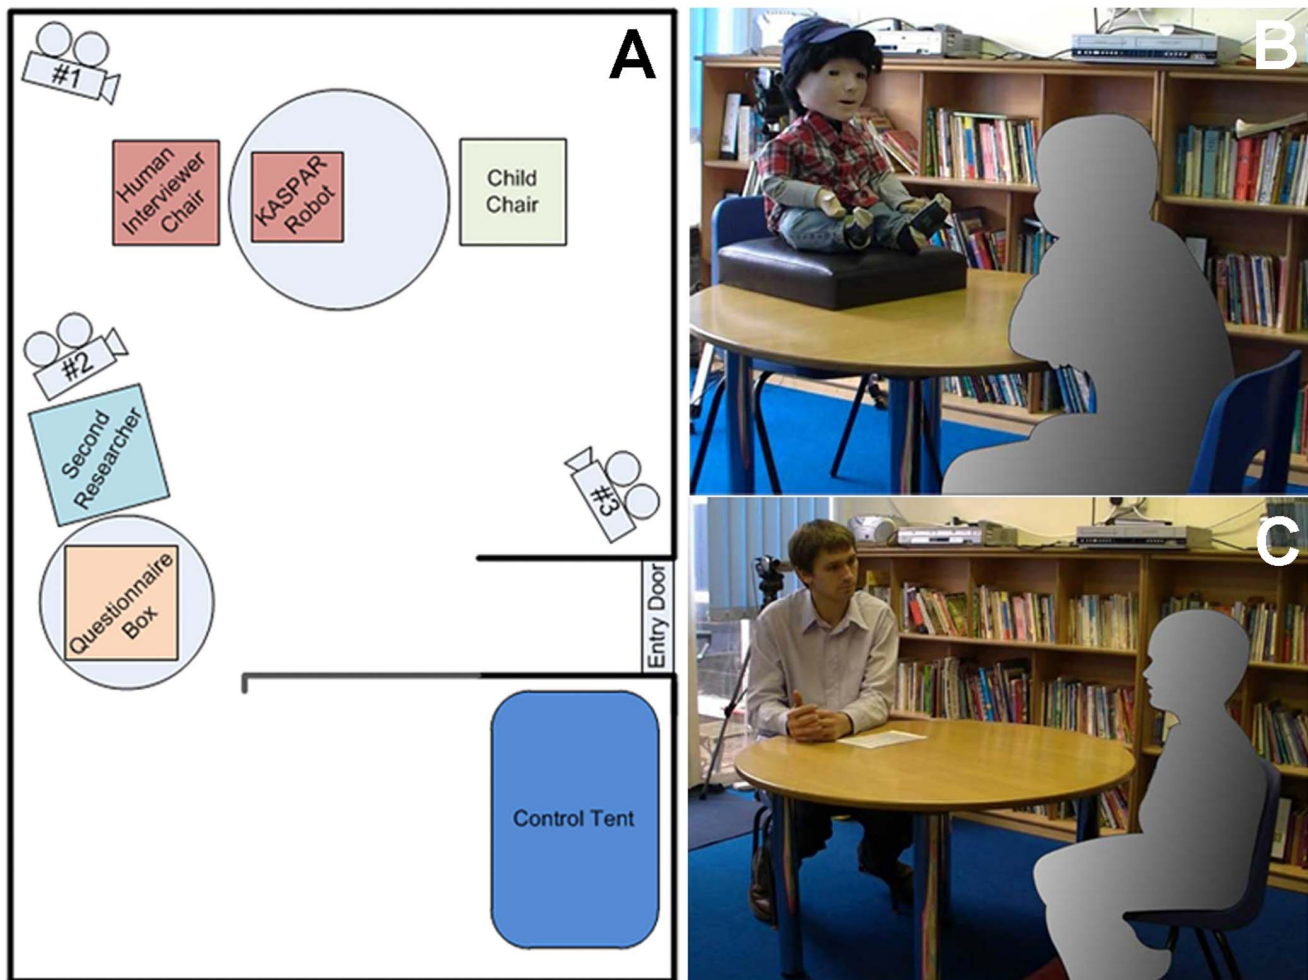 A
#1
Human
Interviewer
Chair
KASPAR
Robot
Child
Chair
#2
Second
Researcher
#3
Questionnaire
Box
Entry Door
Control Tent
B
C